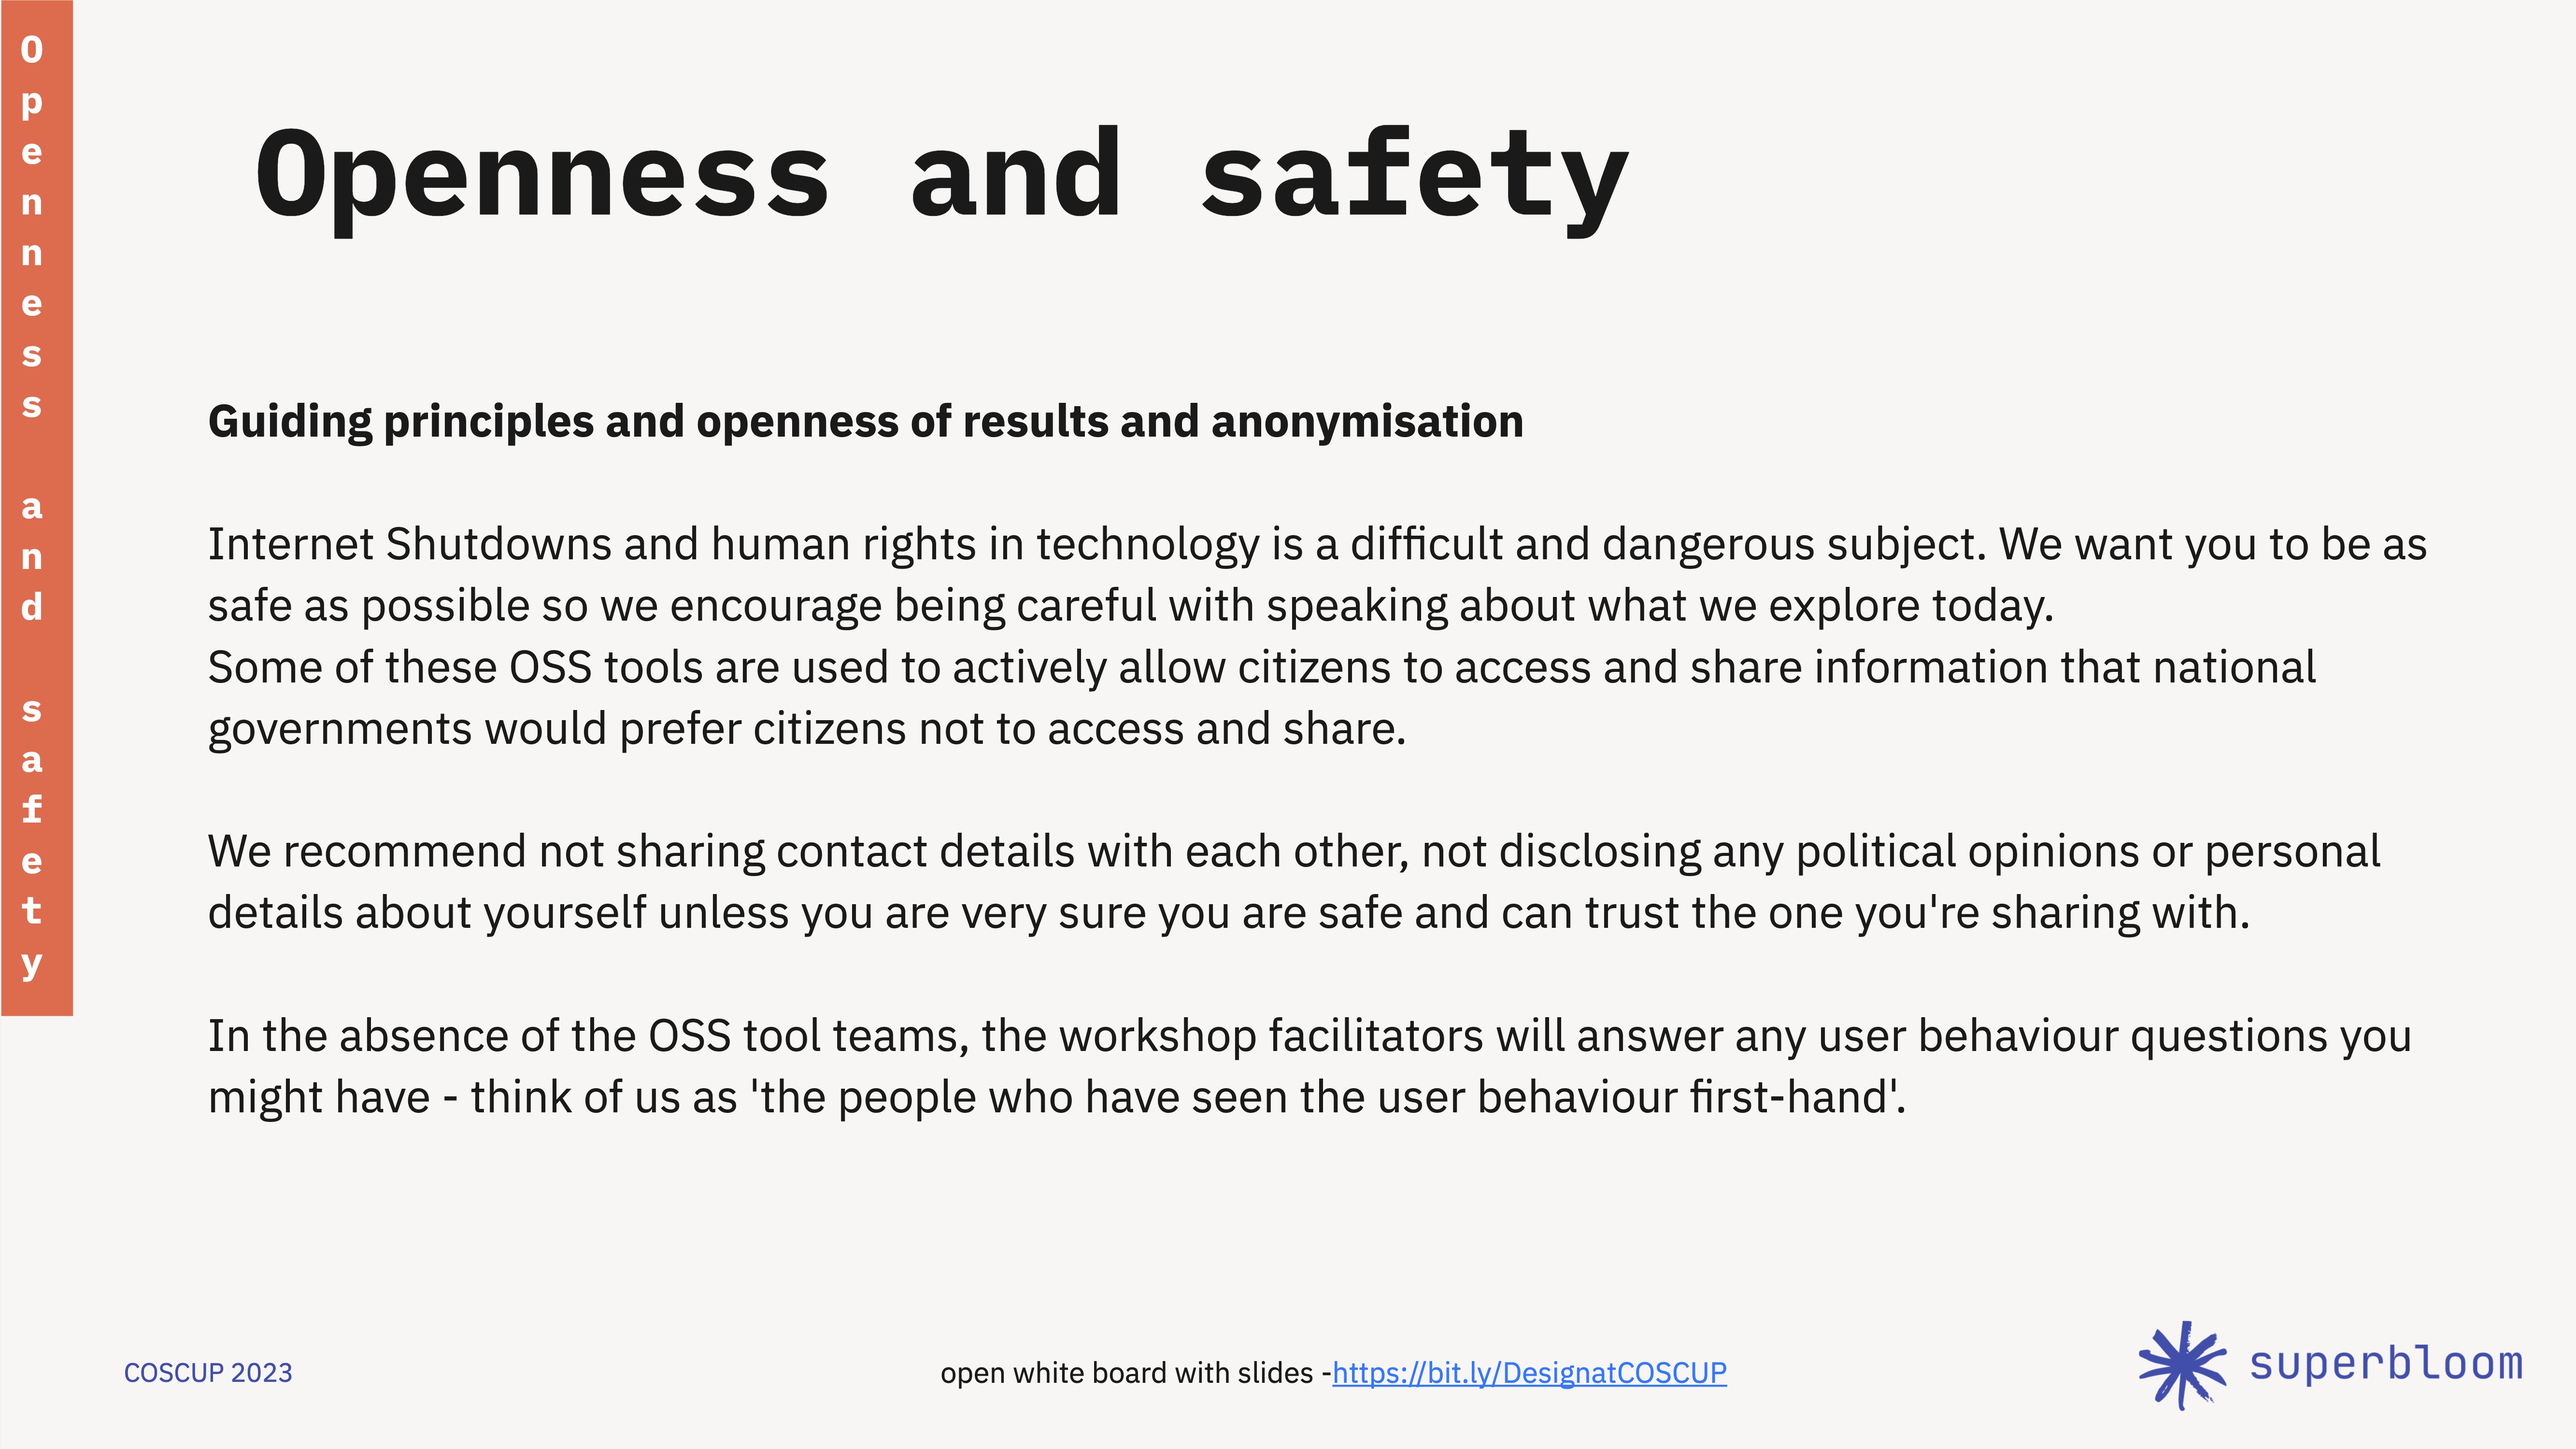 Openness and safety
Openness and safety
Guiding principles and openness of results and anonymisation
Internet Shutdowns and human rights in technology is a difficult and dangerous subject. We want you to be as
safe as possible so we encourage being careful with speaking about what we explore today.
Some of these OSS tools are used to actively allow citizens to access and share information that national
governments would prefer citizens not to access and share.
We recommend not sharing contact details with each other, not disclosing any political opinions or personal
details about yourself unless you are very sure you are safe and can trust the one you're sharing with.
In the absence of the OSS tool teams, the workshop facilitators will answer any user behaviour questions you
might have - think of us as 'the people who have seen the user behaviour first-hand'.
COSCUP 2023
open white board with slides -https://bit.ly/DesignatCOSCUP
superbloom